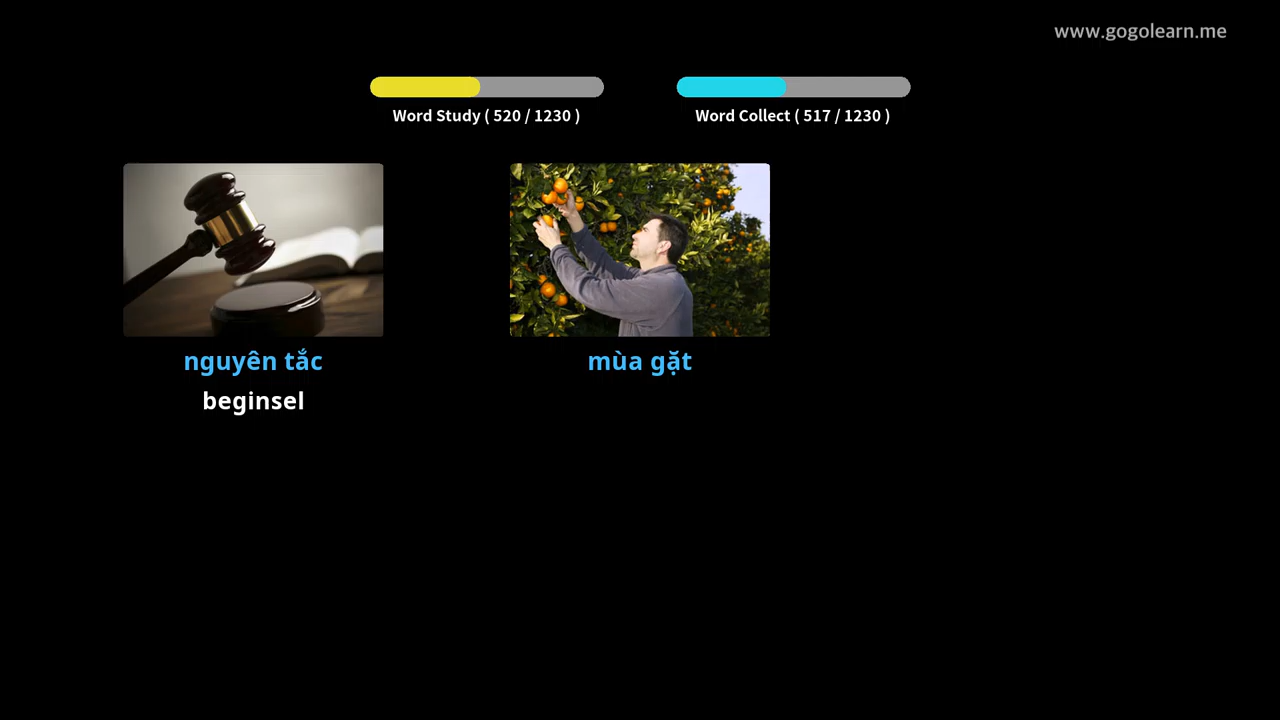 www.gogolearn.me
Word Study ( 520 / 1230 )
Word Collect ( 517 / 1230 )
nguyên tắc
beginsel
mùa gặt